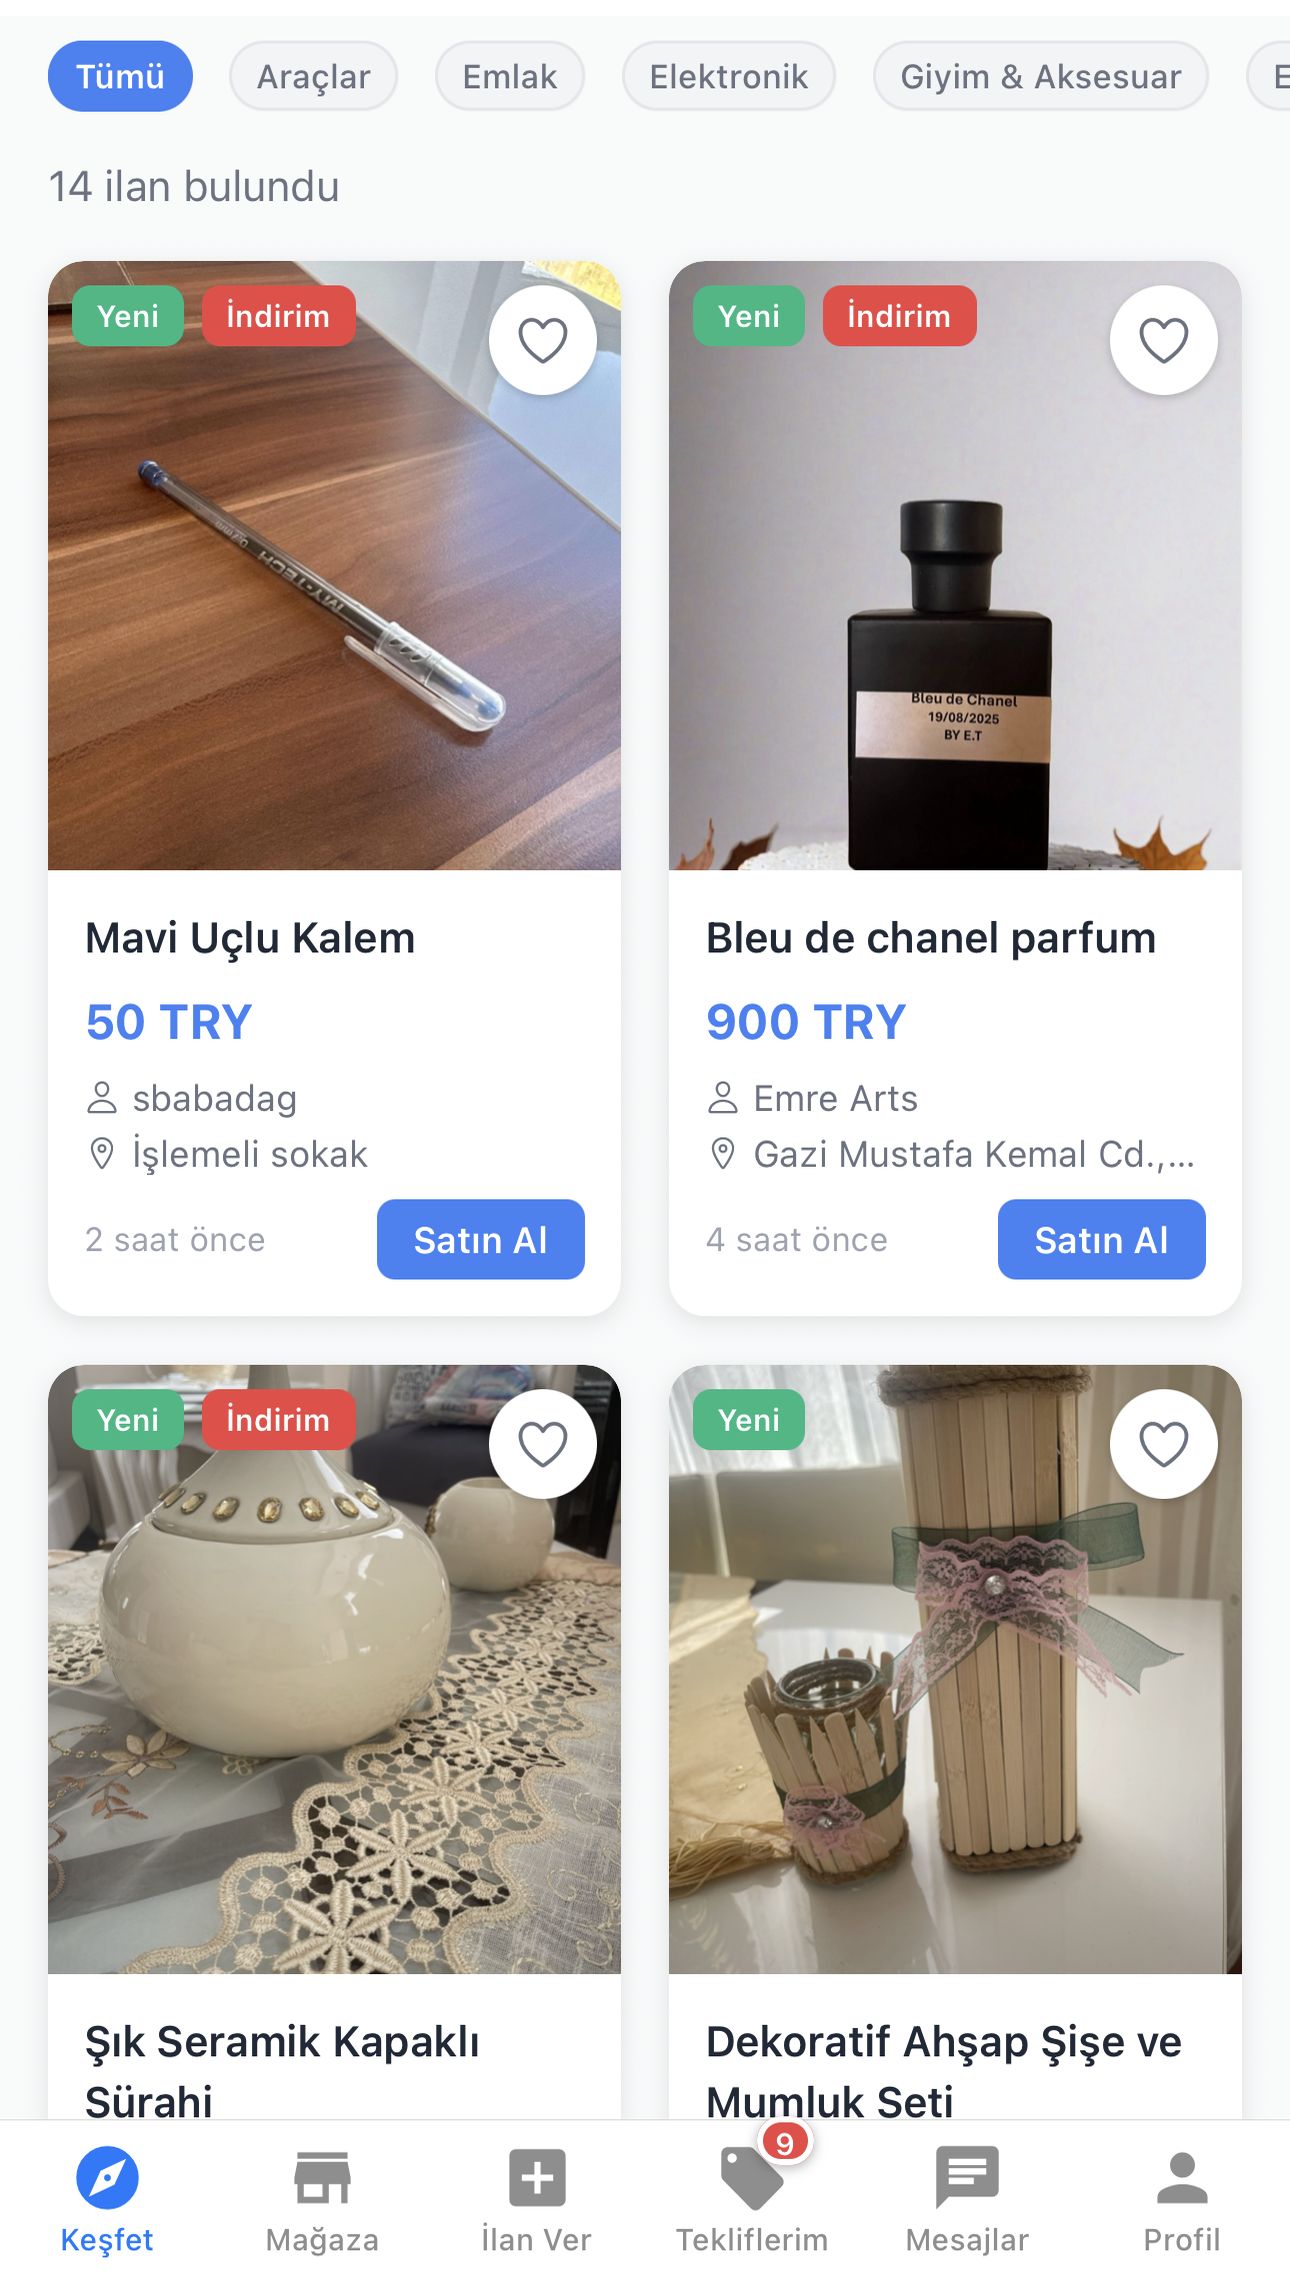 Tümü Araçlar Emlak Elektronik Giyim & Aksesuar E
14 ilan bulundu
Yeni İndirim
MY-TECH
Mavi Uçlu Kalem
50 TRY
sbabadag
İşlemeli sokak
2 saat önce Satın Al
Yeni İndirim
Bleu de Chanel
19/08/2025
BY E.T
Bleu de chanel parfum
900 TRY
Emre Arts
Gazi Mustafa Kemal Cd.,...
4 saat önce Satın Al
Yeni İndirim
Şık Seramik Kapaklı
Sürahi
Yeni
Dekoratif Ahşap Şişe ve
Mumluk Seti
9
Keşfet Mağaza İlan Ver Tekliflerim Mesajlar Profil